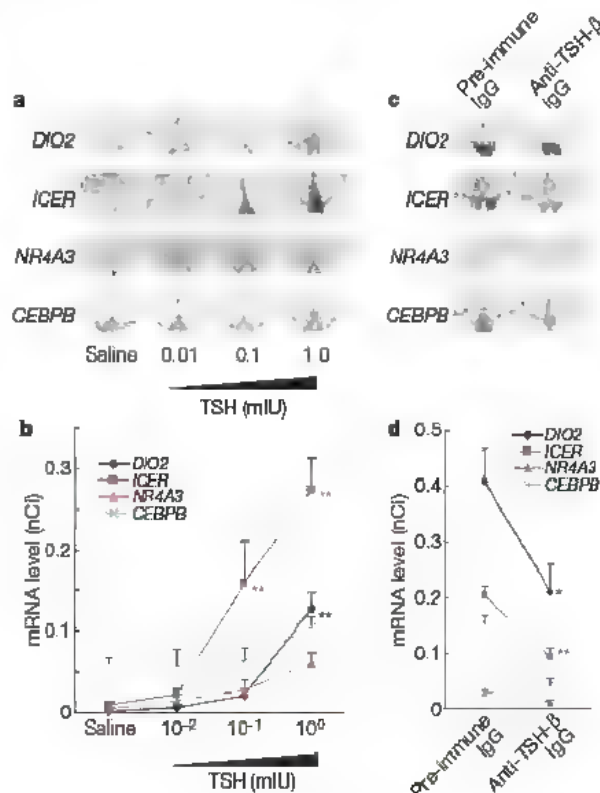 a
DIO2
ICER
NR4A3
CEBPB
Saline 0.01 0.1 1 0
TSH (mIU)
c
Pre-immune IgG
Anti-TSH-β IgG
DIO2
ICER
NR4A3
CEBPB
b
mRNA level (nCi)
0.3
0.2
0.1
0
DIO2
ICER
NR4A3
CEBPB
**
**
**
Saline 10⁻² 10⁻¹ 10⁰
TSH (mIU)
d
mRNA level (nCi)
0.5
0.4
0.3
0.2
0.1
0
DIO2
ICER
NR4A3
CEBPB
*
**
Pre-immune IgG
Anti-TSH-β IgG